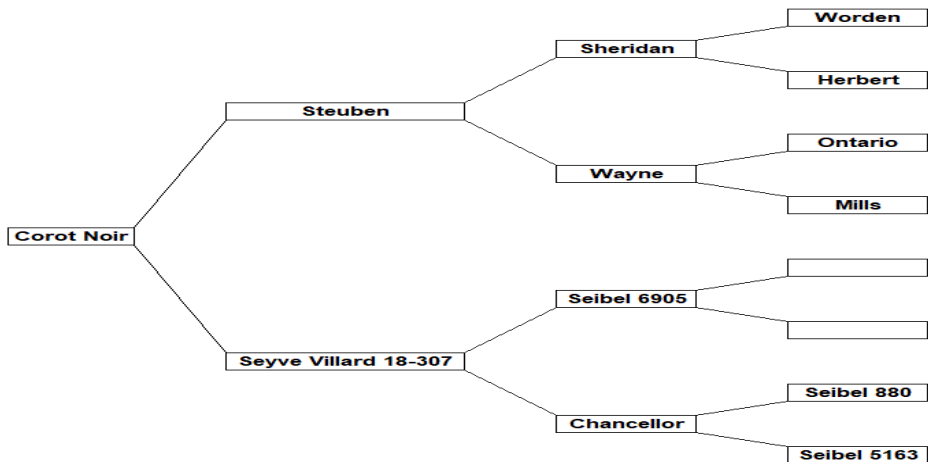 Worden
Sheridan
Herbert
Steuben
Ontario
Wayne
Mills
Corot Noir
Seibel 6905
Seyve Villard 18-307
Seibel 880
Chancellor
Seibel 5163